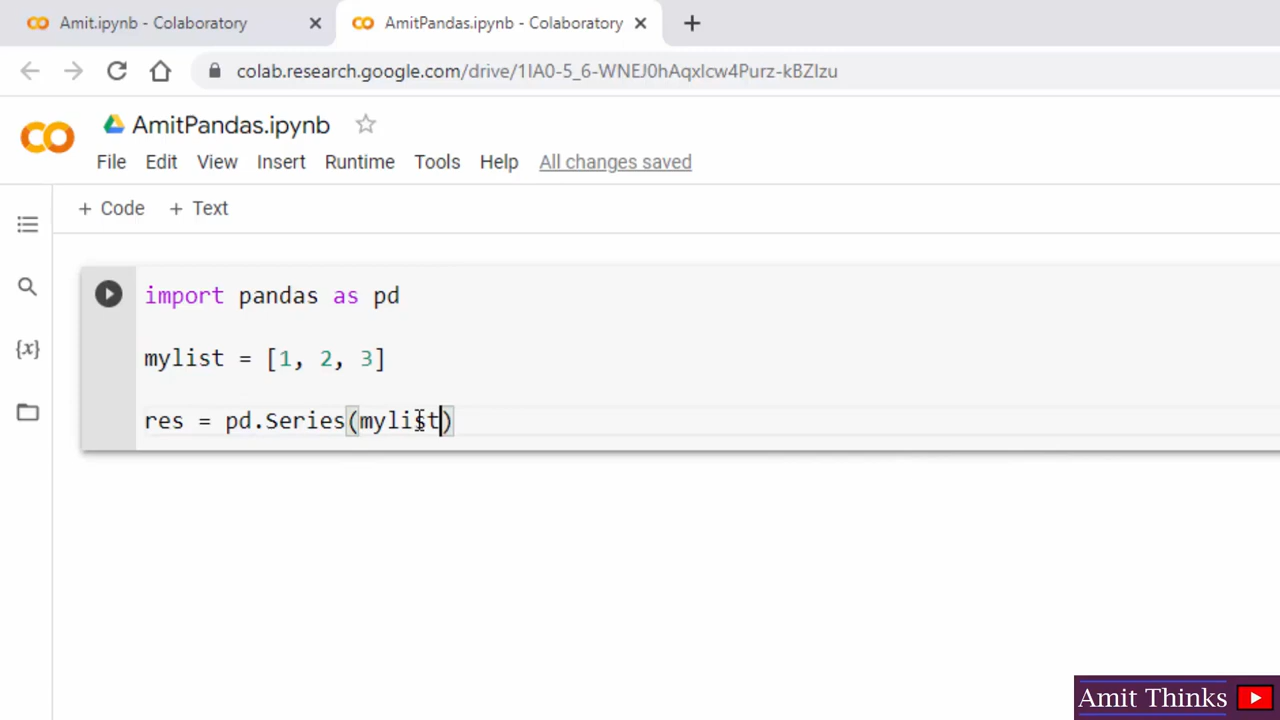 Amit.ipynb - Colaboratory
AmitPandas.ipynb - Colaboratory
colab.research.google.com/drive/1IA0-5_6-WNEJ0hAqxIcw4Purz-kBZIzu
AmitPandas.ipynb
File Edit View Insert Runtime Tools Help All changes saved
+ Code + Text
import pandas as pd
mylist = [1, 2, 3]
res = pd.Series(mylist)
{x}
Amit Thinks